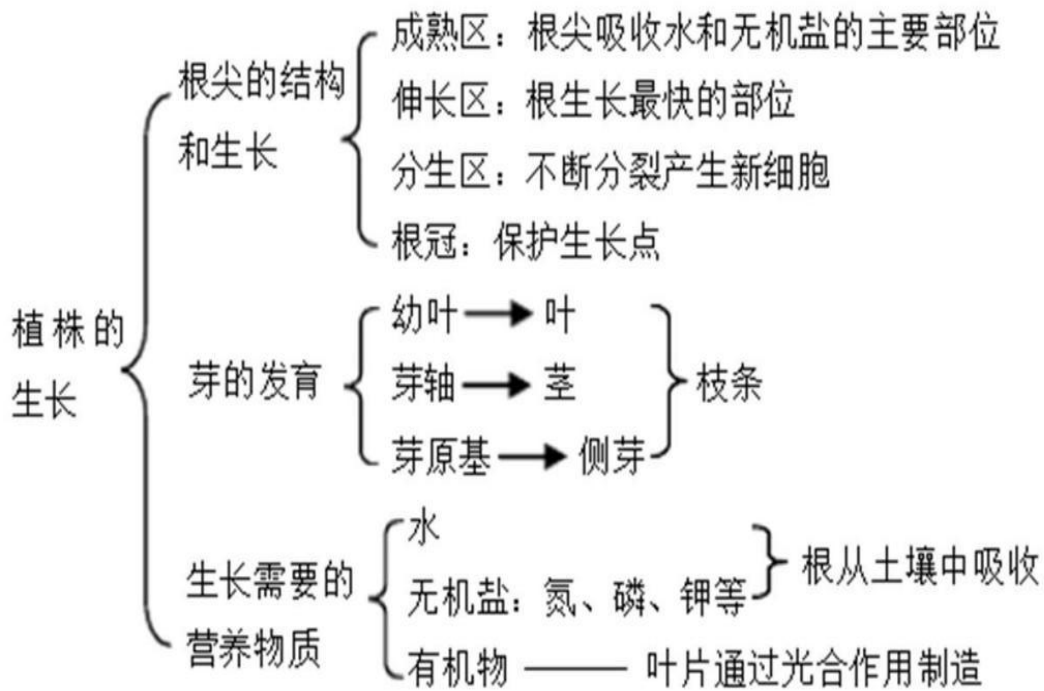 植株的
生长
根尖的结构
和生长
成熟区：根尖吸收水和无机盐的主要部位
伸长区：根生长最快的部位
分生区：不断分裂产生新细胞
根冠：保护生长点
芽的发育
幼叶 → 叶
芽轴 → 茎
芽原基 → 侧芽
枝条
生长需要的
营养物质
水
无机盐：氮、磷、钾等
根从土壤中吸收
有机物 —— 叶片通过光合作用制造